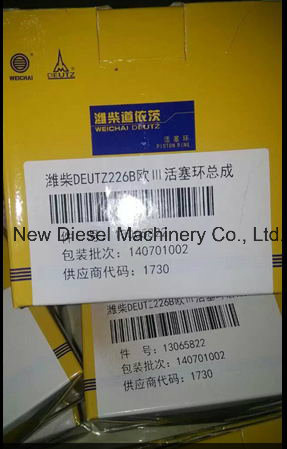 WEICHAI DEUTZ
潍柴道依茨
WEICHAI DEUTZ
活塞环
PISTON RING
潍柴DEUTZ226B欧III活塞环总成
New Diesel Machinery Co., Ltd.
件 号:
包装批次: 140701002
供应商代码: 1730
潍柴DEUTZ226B欧III活塞环
件 号: 13065822
包装批次: 140701002
供应商代码: 1730